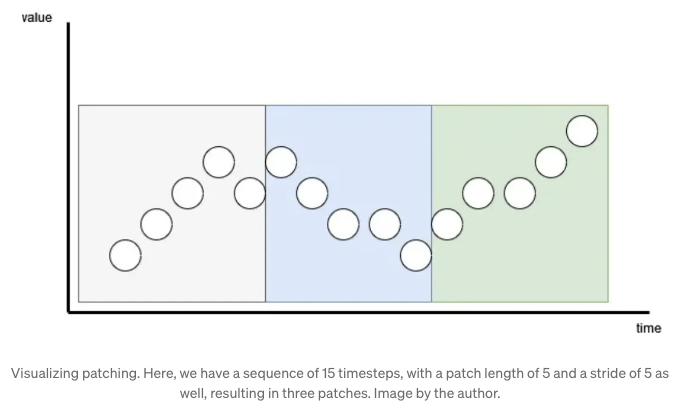 value
time
Visualizing patching. Here, we have a sequence of 15 timesteps, with a patch length of 5 and a stride of 5 as
well, resulting in three patches. Image by the author.